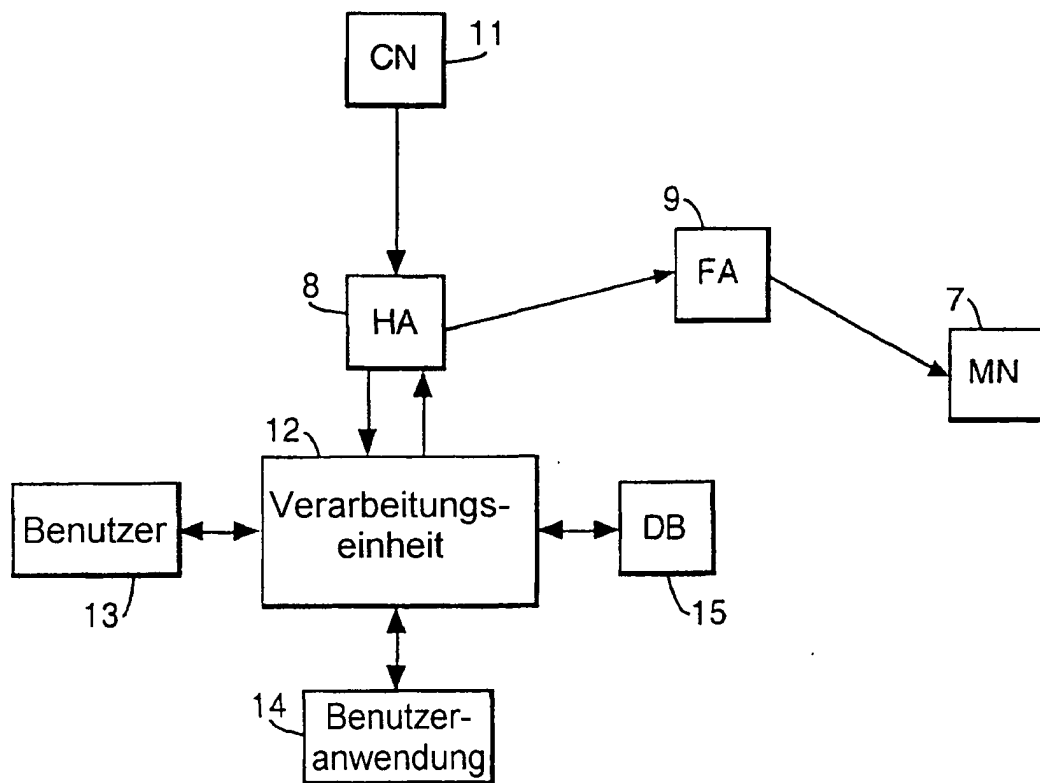 11
CN
9
FA
8
HA
7
MN
12
Verarbeitungs-
einheit
Benutzer
13
DB
15
14
Benutzer-
anwendung